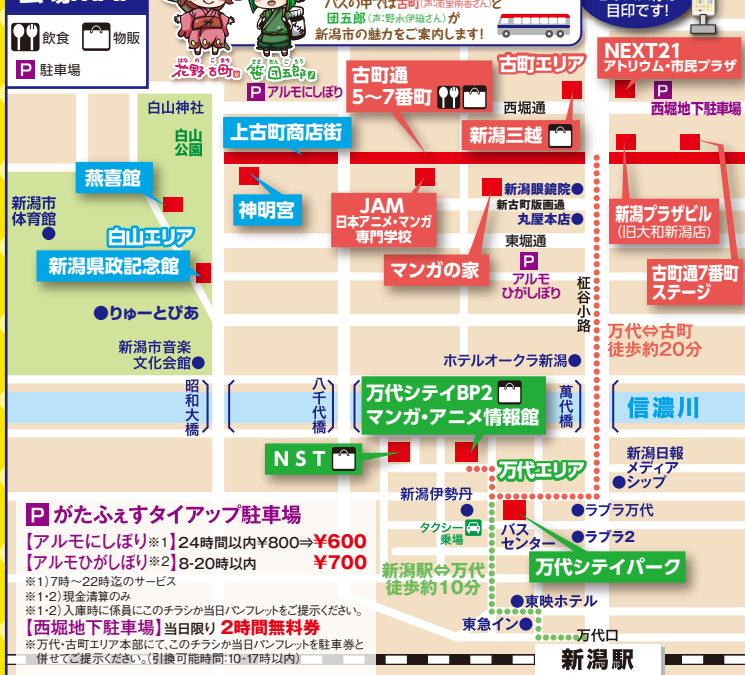 飲食
物販
P 駐車場
バスの中では古町(声:南里侑香さん)と
団五郎(声:野水伊織さん)が
新潟市の魅力をご案内します!
目印です!
花野古町
はなのこまち
笹団五郎
ささだんごろう
P アルモにしぼり
古町エリア
NEXT21
アトリウム・市民プラザ
P
西堀地下駐車場
古町通
5〜7番町
西堀通
新潟三越
白山神社
白山
公園
上古町商店街
燕喜館
神明宮
JAM
日本アニメ・マンガ
専門学校
新潟眼鏡院
新古町版画通
丸屋本店
東堀通
マンガの家
P
アルモ
ひがしぼり
新潟プラザビル
(旧大和新潟店)
古町通7番町
ステージ
新潟市
体育館
白山エリア
新潟県政記念館
りゅーとぴあ
柾谷小路
万代⇔古町
徒歩約20分
新潟市音楽
文化会館
ホテルオークラ新潟
昭和大橋
八千代橋
萬代橋
信濃川
万代シテイBP2
マンガ・アニメ情報館
NST
万代エリア
新潟日報
メディア
シップ
新潟伊勢丹
タクシー
乗場
バス
センター
ラブラ万代
ラブラ2
万代シテイパーク
新潟駅⇔万代
徒歩約10分
東映ホテル
東急イン
万代口
新潟駅
P がたふぇすタイアップ駐車場
【アルモにしぼり※1】24時間以内¥800⇒¥600
【アルモひがしぼり※2】8-20時以内 ¥700
※1)7時〜22時迄のサービス
※1・2)現金清算のみ
※1・2)入庫時に係員にこのチラシか当日パンフレットをご提示ください。
【西堀地下駐車場】当日限り 2時間無料券
※万代・古町エリア本部にて、このチラシか当日パンフレットを駐車券と
併せてご提示ください。(引換可能時間:10-17時以内)